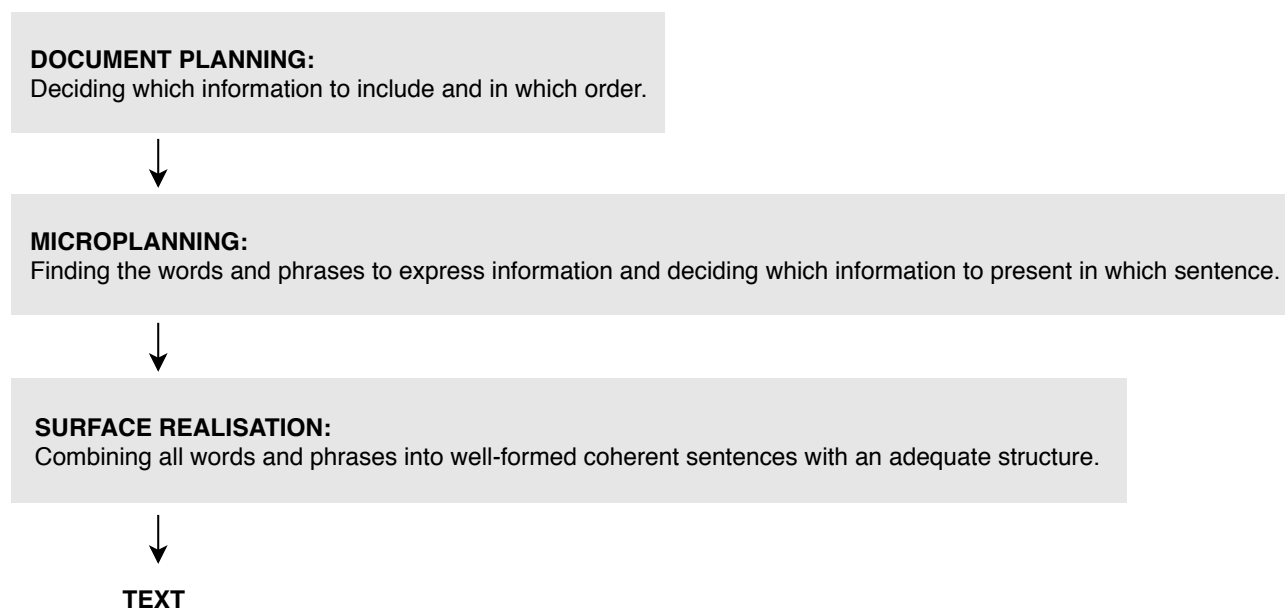 DOCUMENT PLANNING:
Deciding which information to include and in which order.
MICROPLANNING:
Finding the words and phrases to express information and deciding which information to present in which sentence.
SURFACE REALISATION:
Combining all words and phrases into well-formed coherent sentences with an adequate structure.
TEXT